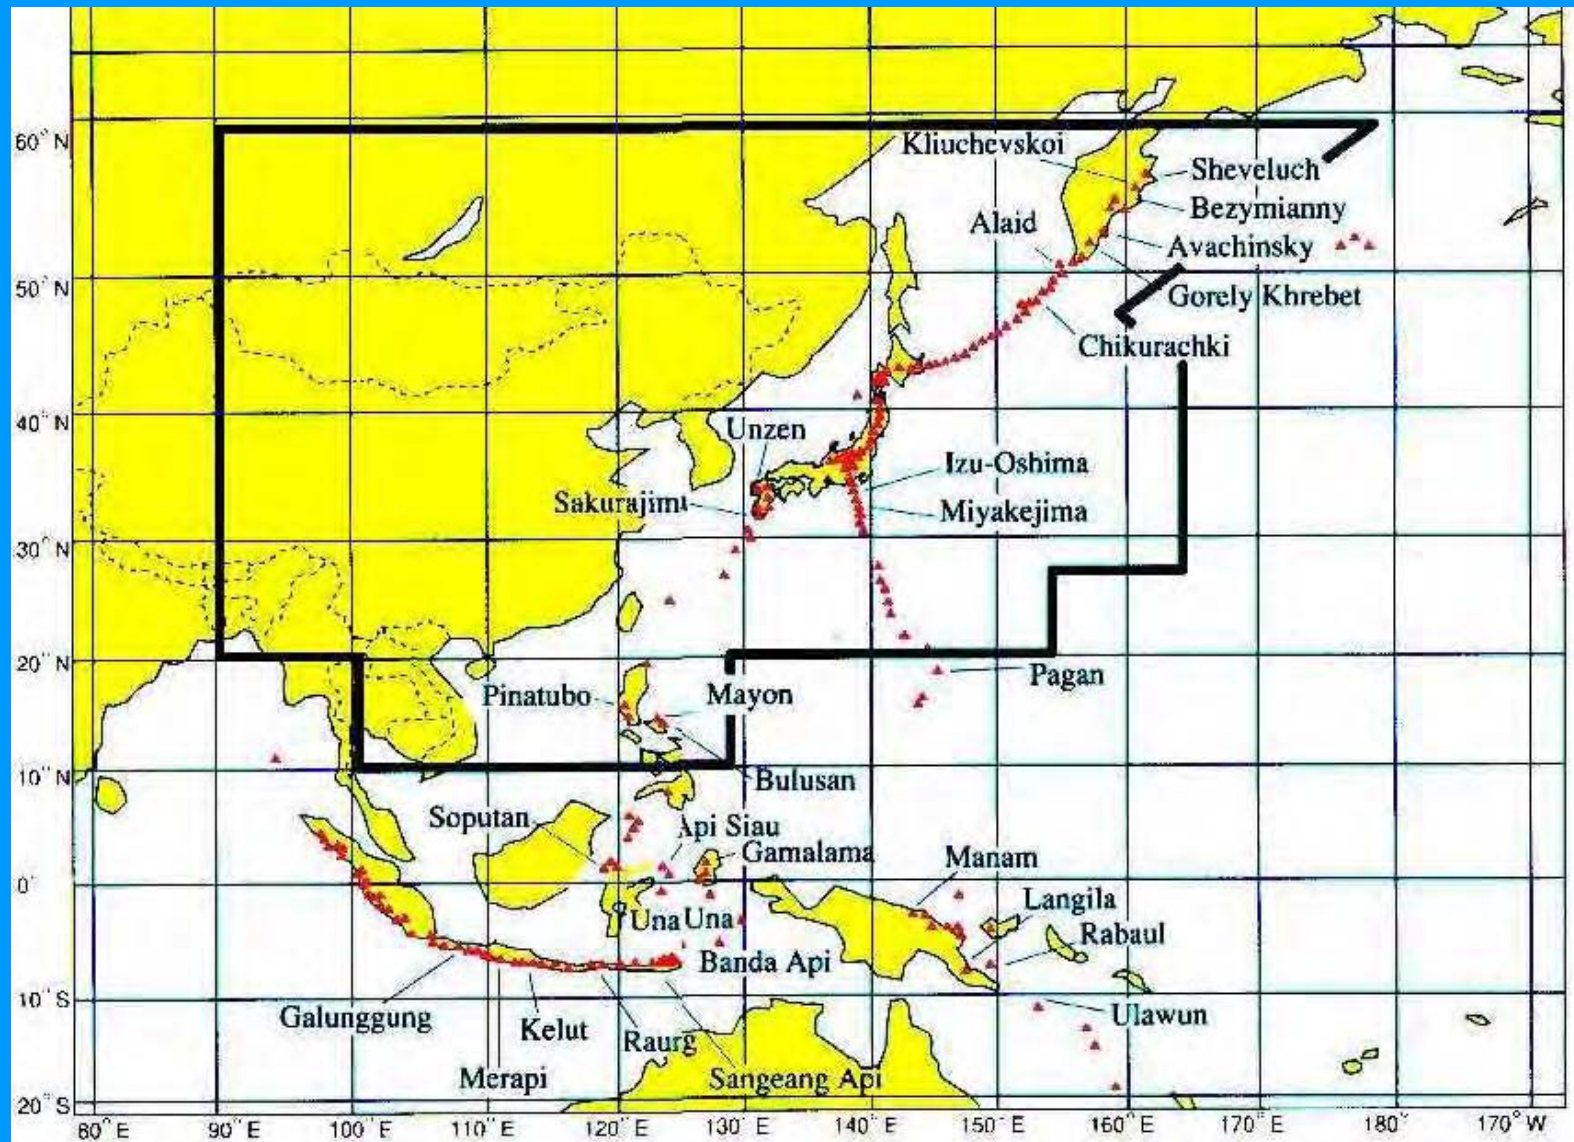 60° N
Kliuchevskoi
Sheveluch
Bezymianny
Alaid
Avachinsky
50° N
Gorely Khrebet
Chikurachki
40° N
Unzen
Izu-Oshima
Sakurajim
Miyakejima
30° N
20° N
Pagan
Pinatubo
Mayon
10° N
Bulusan
Soputan
Api Siau
Gamalama
Manam
0°
Langila
Una Una
Rabaul
Banda Api
10° S
Galunggung
Ulawun
Kelut
Raurg
Merapi
Sangeang Api
20° S
80° E 90° E 100° E 110° E 120° E 130° E 140° E 150° E 160° E 170° E 180° 170° W